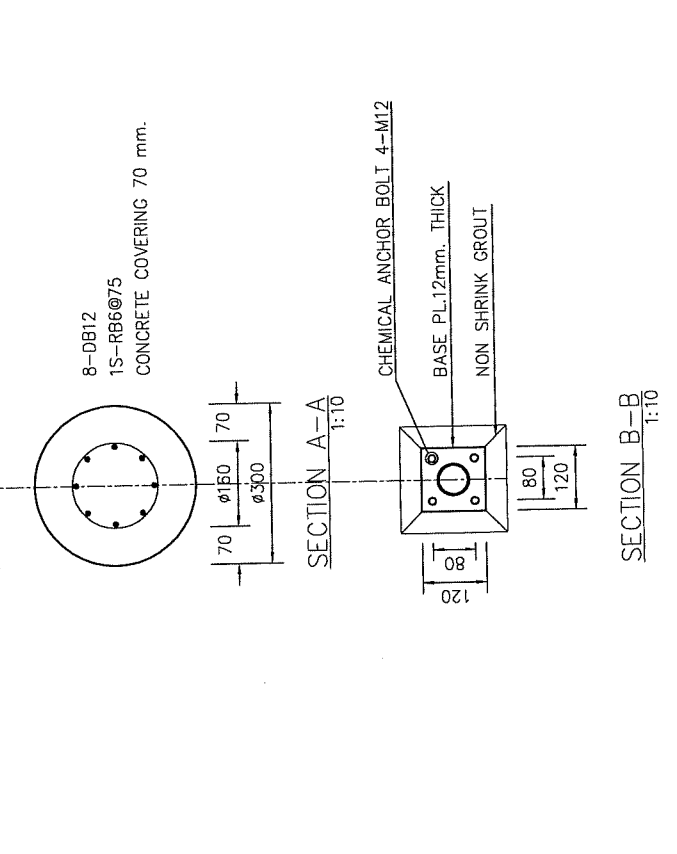 8-DB12
1S-RB6@75
CONCRETE COVERING 70 mm.
70
ø160
70
ø300
SECTION A-A
1:10
CHEMICAL ANCHOR BOLT 4-M12
BASE PL.12mm. THICK
NON SHRINK GROUT
80
120
80
120
SECTION B-B
1:10